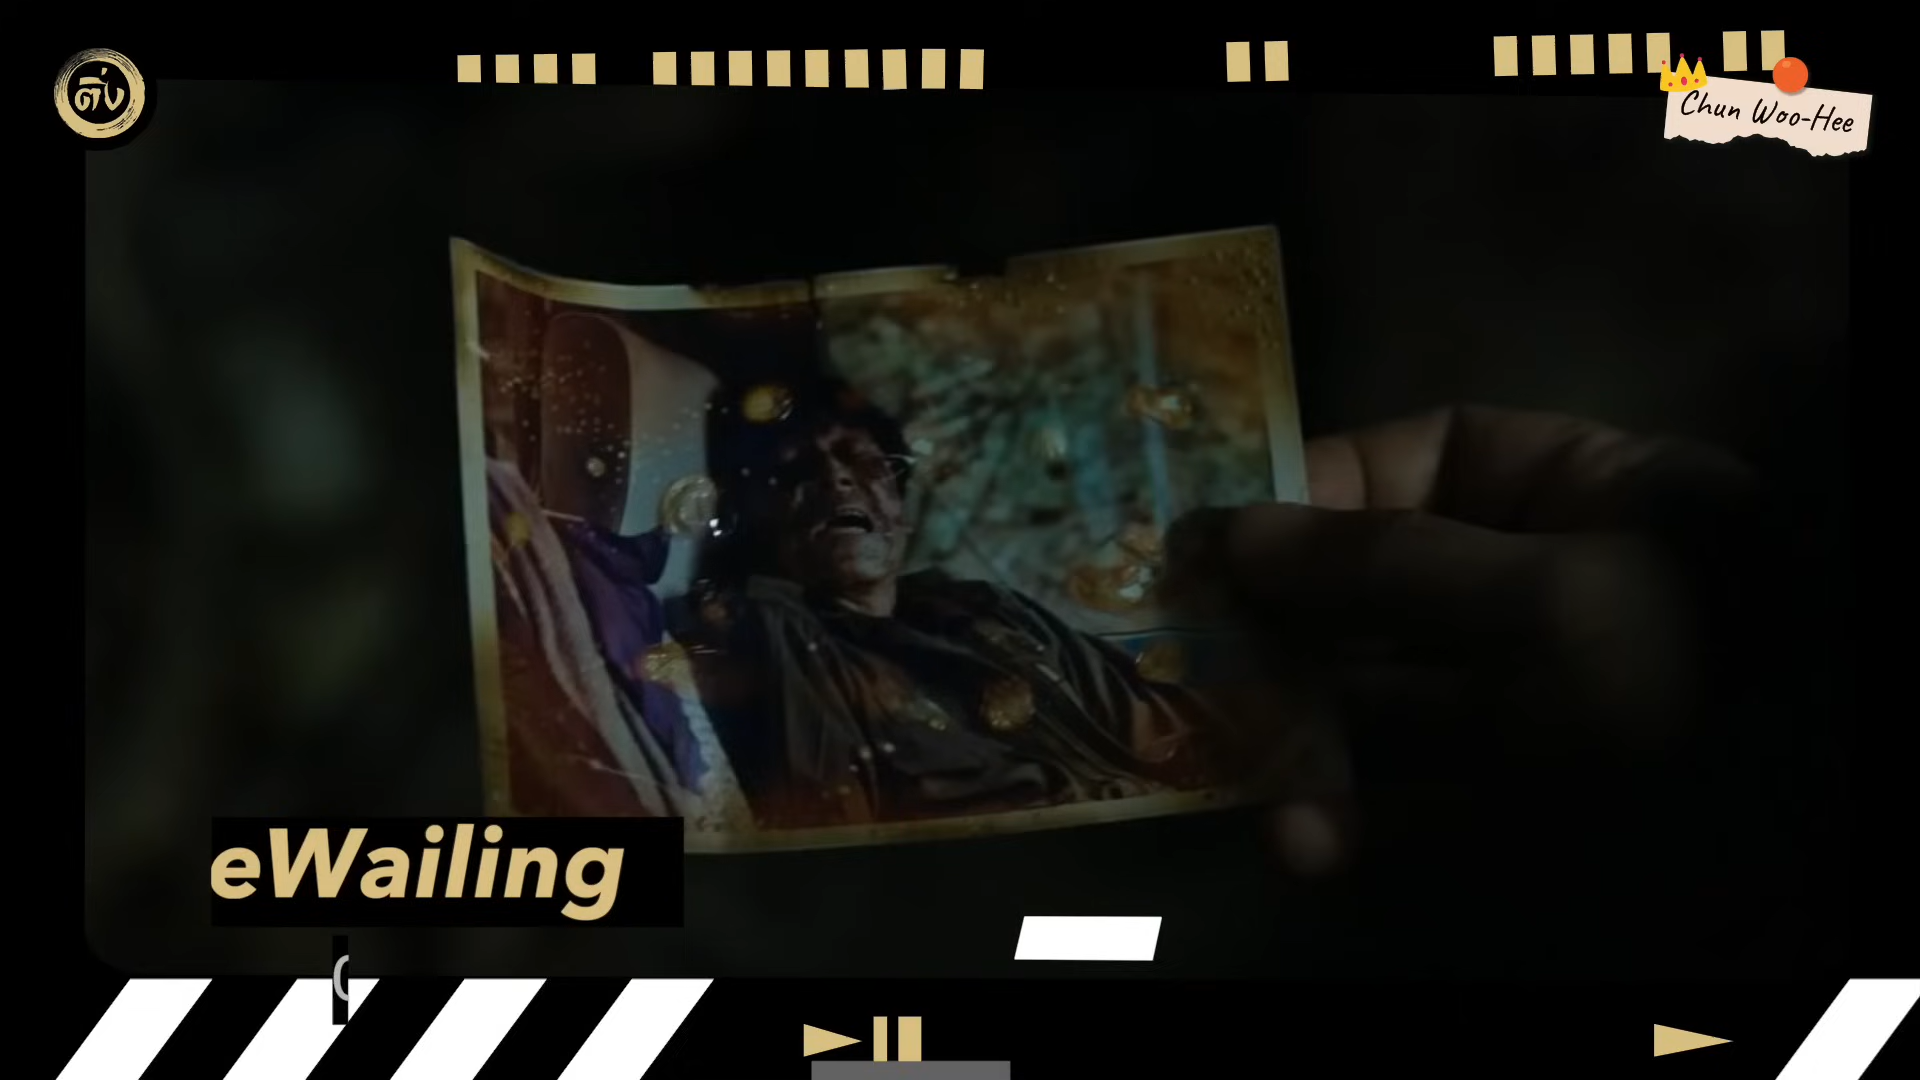 ติ่ง
Chun Woo-Hee
eWailing